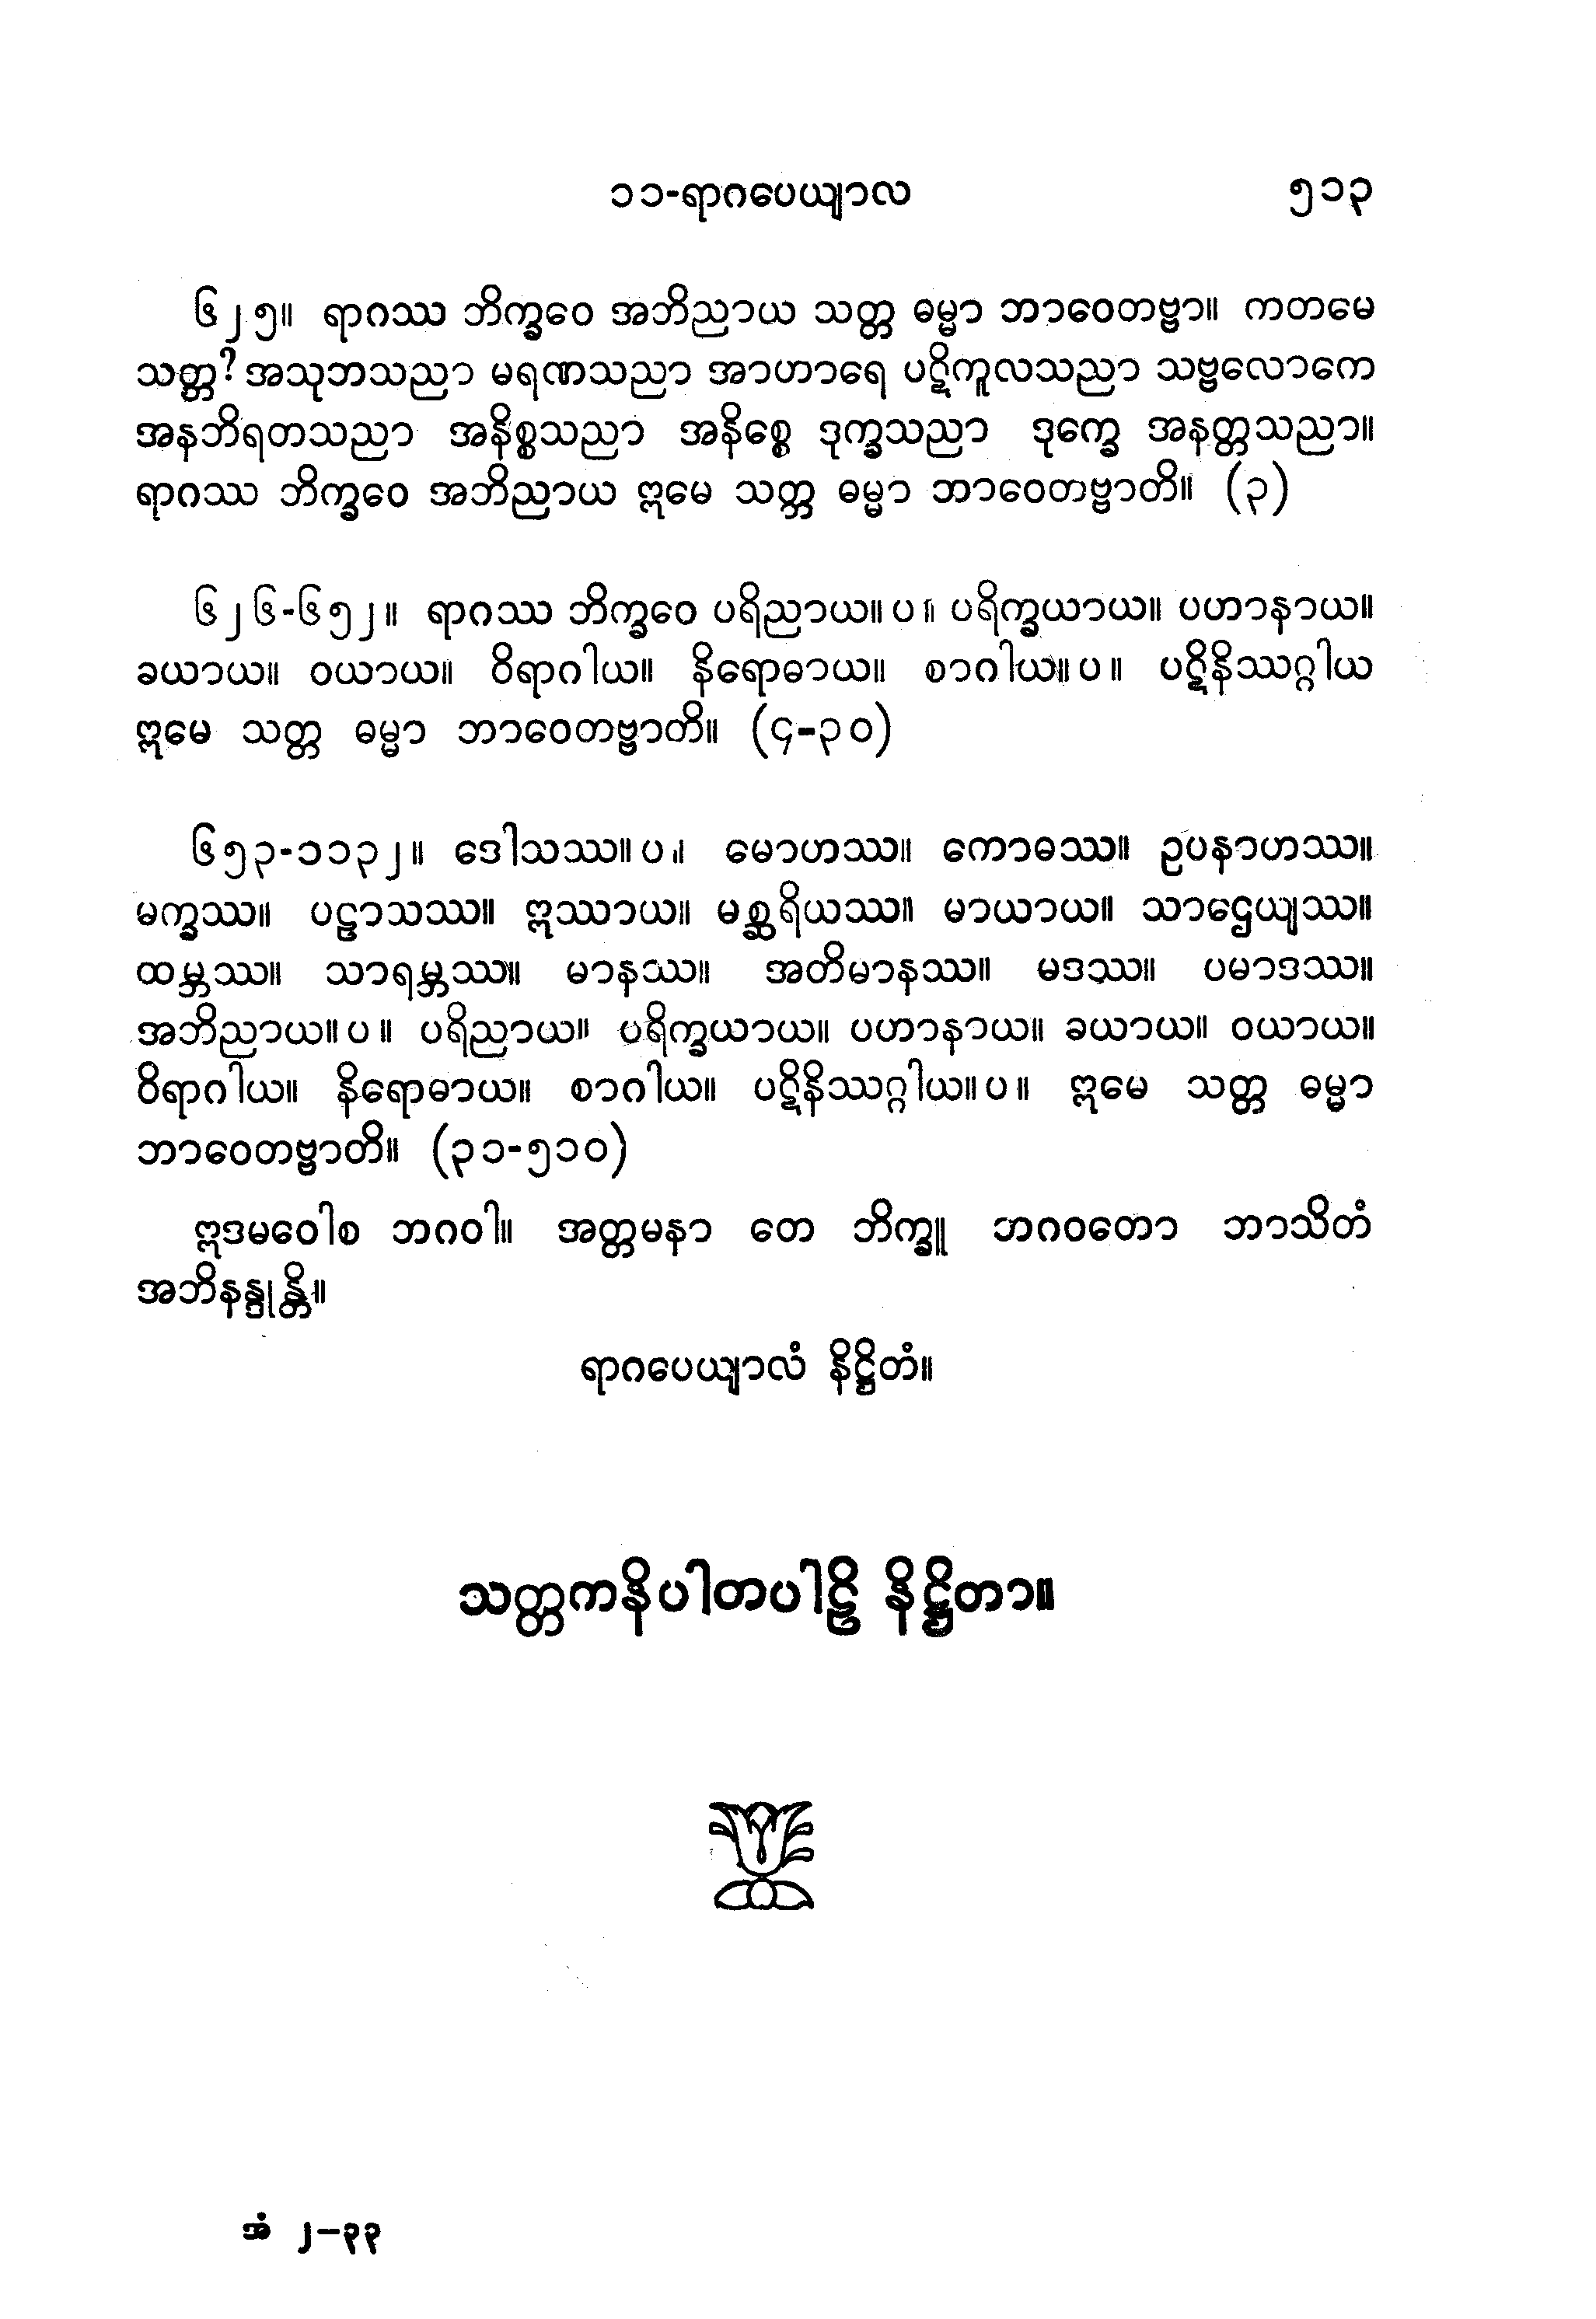 ၁၁-ရာဂပေယျာလ ၅၁၃
၆၂၅။ ရာဂဿ ဘိက္ခဝေ အဘိညာယ သတ္တ ဓမ္မာ ဘာဝေတဗ္ဗာ။ ကတမေ
သတ္တ? အသုဘသညာ မရဏသညာ အာဟာရေ ပဋိကူလသညာ သဗ္ဗလောကေ
အနဘိရတသညာ အနိစ္စသညာ အနိစ္စေ ဒုက္ခသညာ ဒုက္ခေ အနတ္တသညာ။
ရာဂဿ ဘိက္ခဝေ အဘိညာယ ဣမေ သတ္တ ဓမ္မာ ဘာဝေတဗ္ဗာတိ။ (၃)
၆၂၆-၆၅၂။ ရာဂဿ ဘိက္ခဝေ ပရိညာယ။ပ။ ပရိက္ခယာယ။ ပဟာနာယ။
ခယာယ။ ဝယာယ။ ဝိရာဂါယ။ နိရောဓာယ။ စာဂါယ။ပ။ ပဋိနိဿဂ္ဂါယ
ဣမေ သတ္တ ဓမ္မာ ဘာဝေတဗ္ဗာတိ။ (၄-၃၀)
၆၅၃-၁၁၃၂။ ဒေါသဿ။ပ။ မောဟဿ။ ကောဓဿ။ ဥပနာဟဿ။
မက္ခဿ။ ပဠာသဿ။ ဣဿာယ။ မစ္ဆရိယဿ။ မာယာယ။ သာဌေယျဿ။
ထမ္ဘဿ။ သာရမ္ဘဿ။ မာနဿ။ အတိမာနဿ။ မဒဿ။ ပမာဒဿ။
အဘိညာယ။ပ။ ပရိညာယ။ ပရိက္ခယာယ။ ပဟာနာယ။ ခယာယ။ ဝယာယ။
ဝိရာဂါယ။ နိရောဓာယ။ စာဂါယ။ ပဋိနိဿဂ္ဂါယ။ပ။ ဣမေ သတ္တ ဓမ္မာ
ဘာဝေတဗ္ဗာတိ။ (၃၁-၅၁၀)
ဣဒမဝေါစ ဘဂဝါ။ အတ္တမနာ တေ ဘိက္ခူ ဘဂဝတော ဘာသိတံ
အဘိနန္ဒုန္တိ။
ရာဂပေယျာလံ နိဋ္ဌိတံ။
သတ္တကနိပါတပါဠိ နိဋ္ဌိတာ။
အံ ၂–၃၃